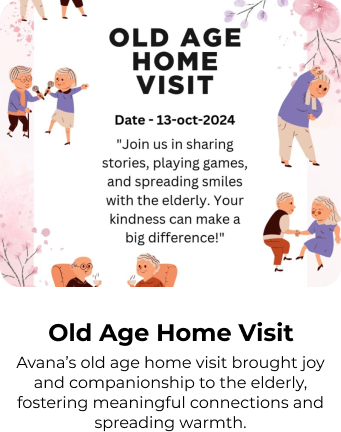 OLD AGE
HOME
VISIT
Date - 13-oct-2024
"Join us in sharing
stories, playing games,
and spreading smiles
with the elderly. Your
kindness can make a
big difference!"
Old Age Home Visit
Avana’s old age home visit brought joy
and companionship to the elderly,
fostering meaningful connections and
spreading warmth.